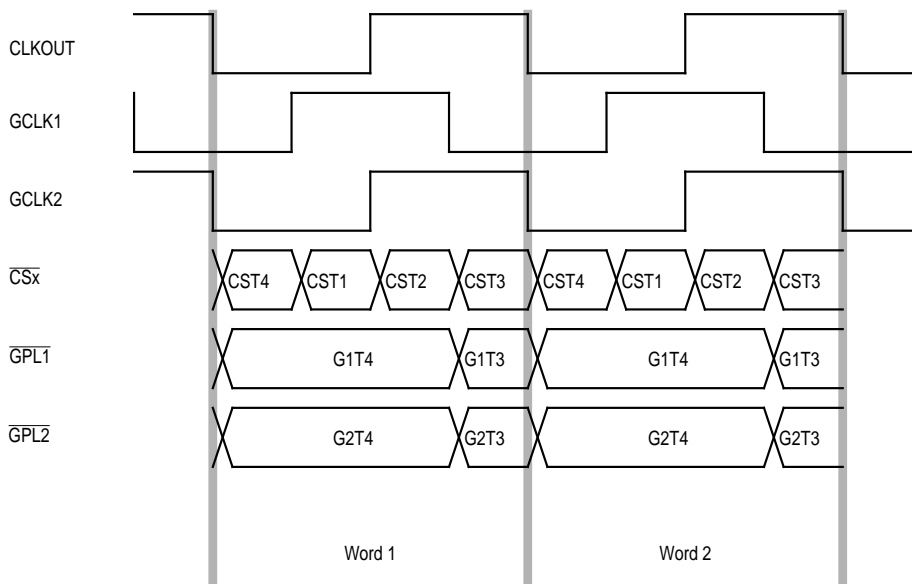 CLKOUT
GCLK1
GCLK2
CSx CST4 CST1 CST2 CST3 CST4 CST1 CST2 CST3
GPL1 G1T4 G1T3 G1T4 G1T3
GPL2 G2T4 G2T3 G2T4 G2T3
Word 1 Word 2